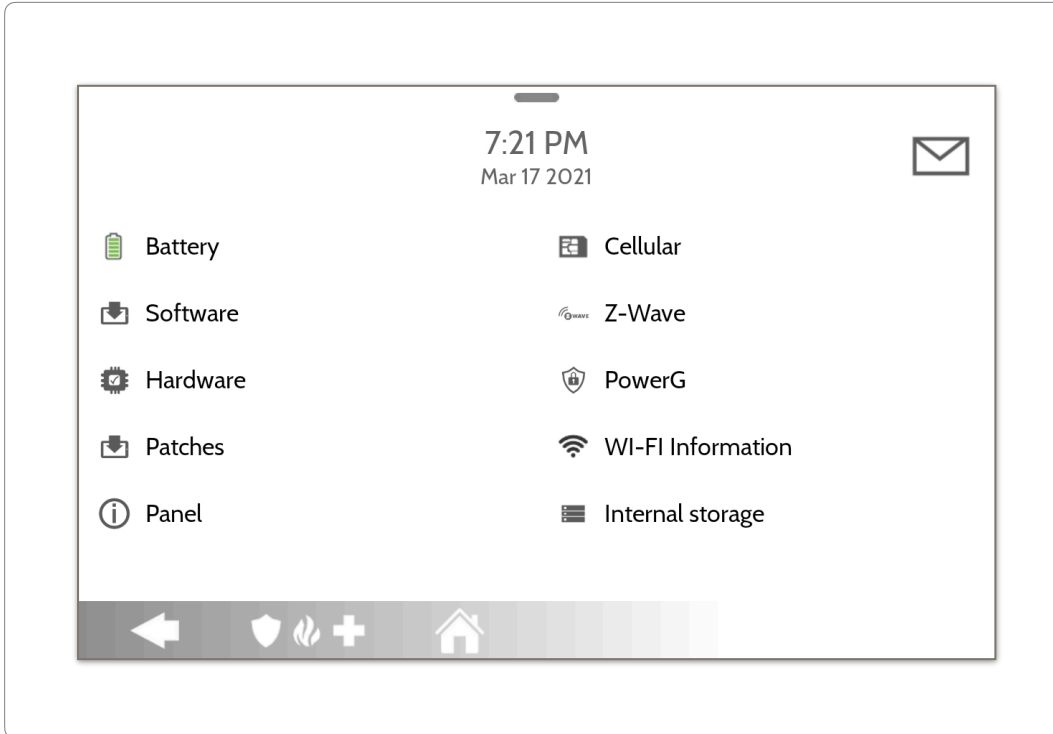 7:21 PM
Mar 17 2021
Battery
Cellular
Software
Z WAVE
Z-Wave
Hardware
PowerG
Patches
WI-FI Information
Panel
Internal storage